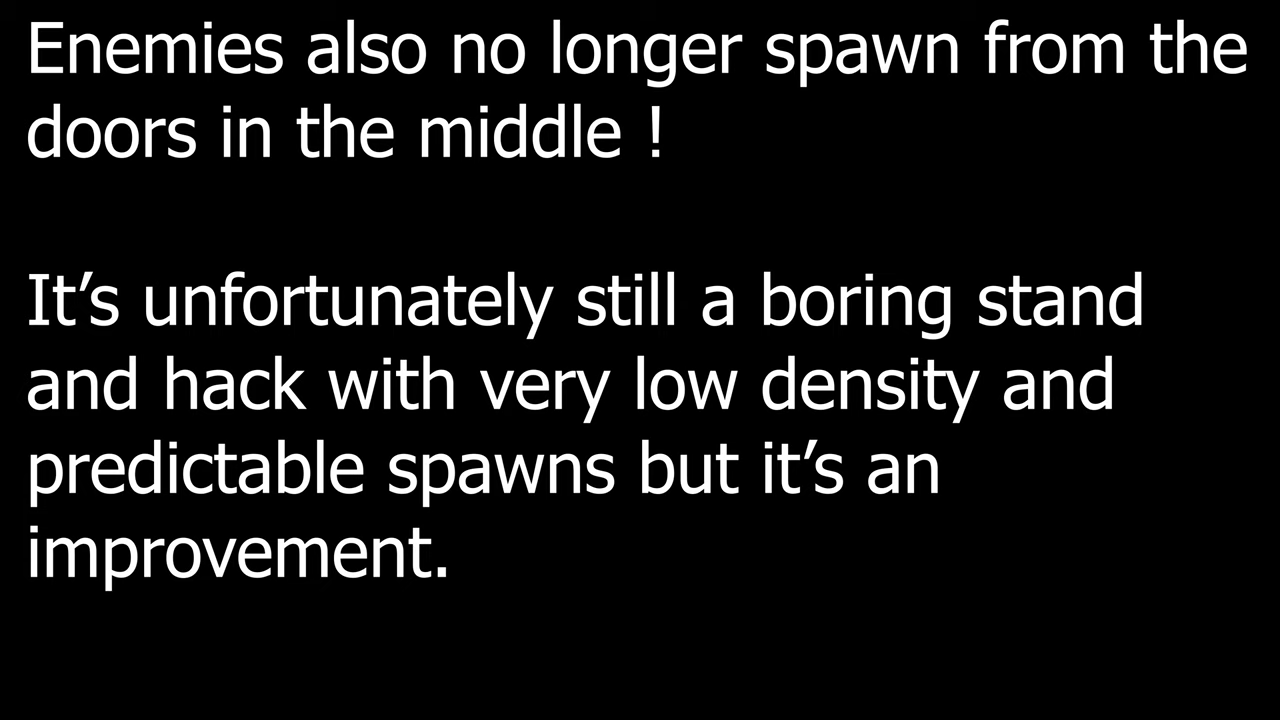 Enemies also no longer spawn from the
doors in the middle !
It’s unfortunately still a boring stand
and hack with very low density and
predictable spawns but it’s an
improvement.